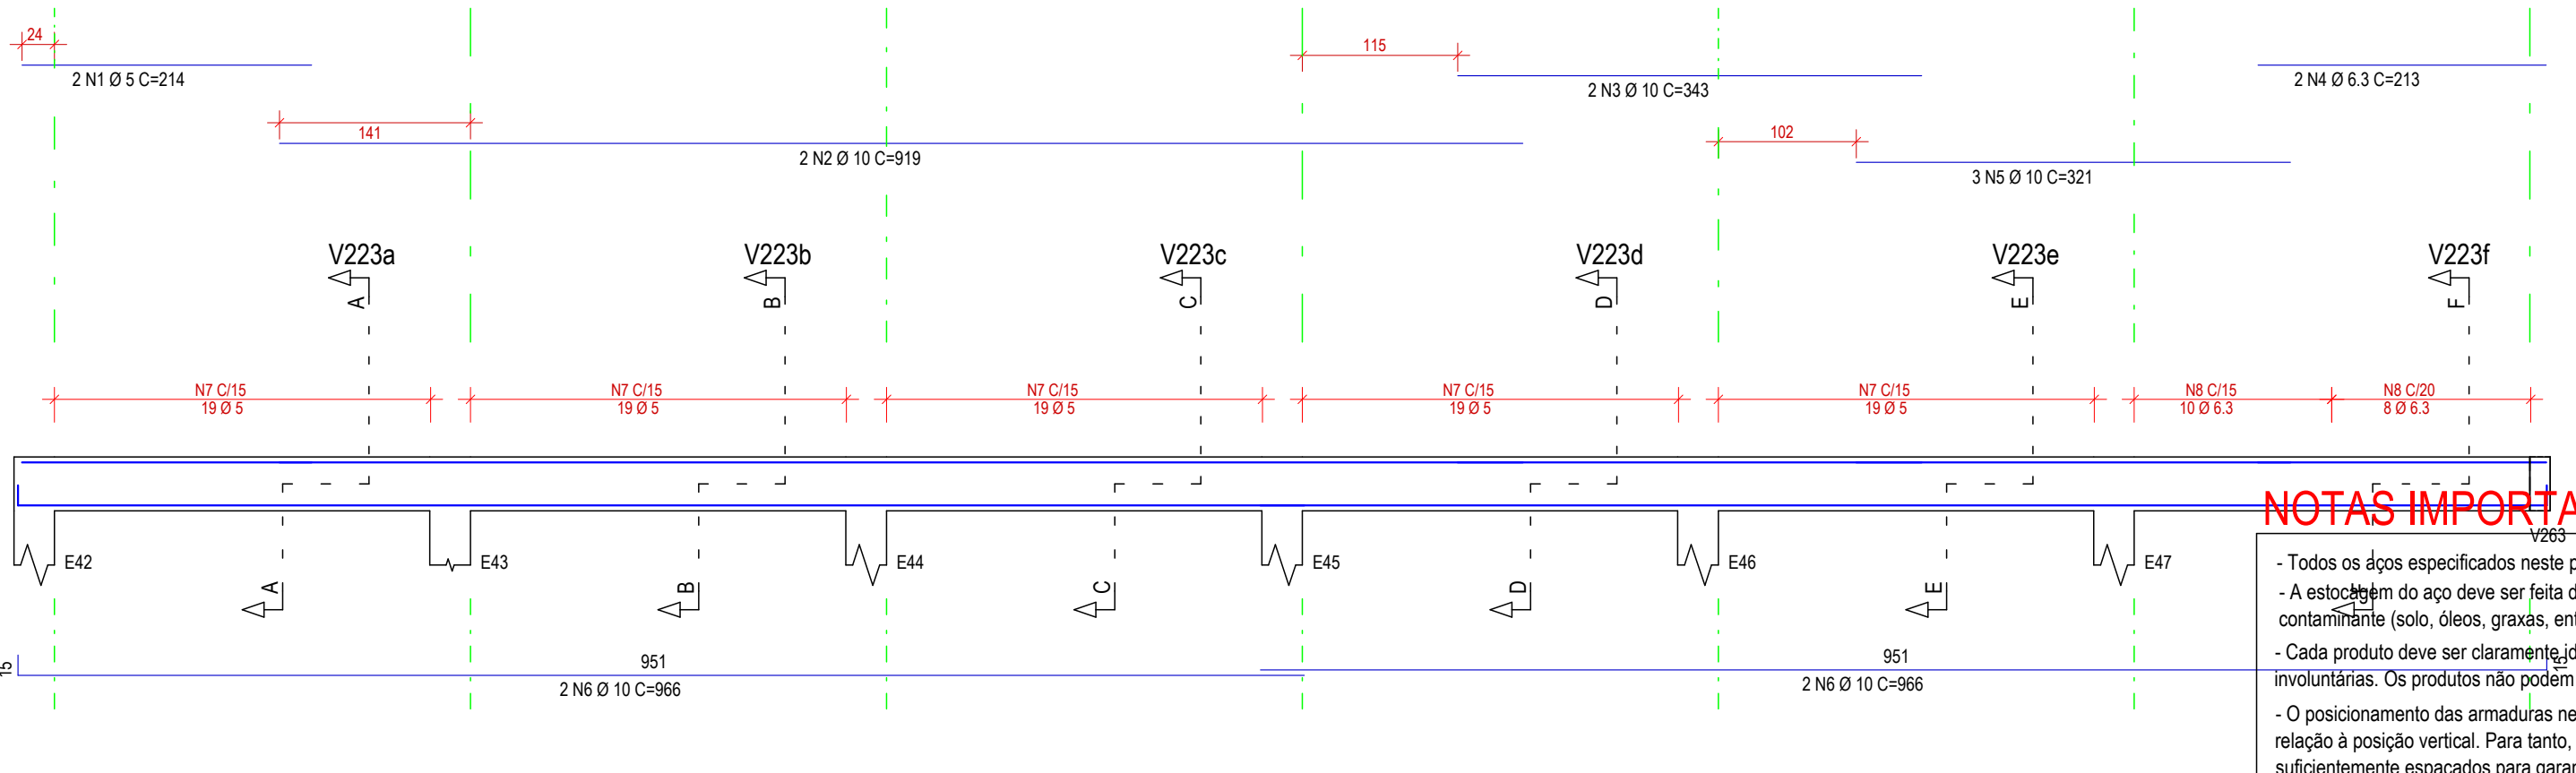 24
2 N1 Ø 5 C=214
115
2 N3 Ø 10 C=343
2 N4 Ø 6.3 C=213
141
2 N2 Ø 10 C=919
102
3 N5 Ø 10 C=321
V223a
V223b
V223c
V223d
V223e
V223f
A
B
C
D
E
F
N7 C/15
19 Ø 5
N7 C/15
19 Ø 5
N7 C/15
19 Ø 5
N7 C/15
19 Ø 5
N7 C/15
19 Ø 5
N8 C/15
10 Ø 6.3
N8 C/20
8 Ø 6.3
NOTAS IMPORTA
V263
E42
E43
E44
E45
E46
E47
A
B
C
D
E
- Todos os aços especificados neste p
- A estocagem do aço deve ser feita d
contaminante (solo, óleos, graxas, ent
- Cada produto deve ser claramente id
involuntárias. Os produtos não podem
- O posicionamento das armaduras ne
relação à posição vertical. Para tanto,
suficientemente espaçados para garan
15
951
2 N6 Ø 10 C=966
951
2 N6 Ø 10 C=966
15